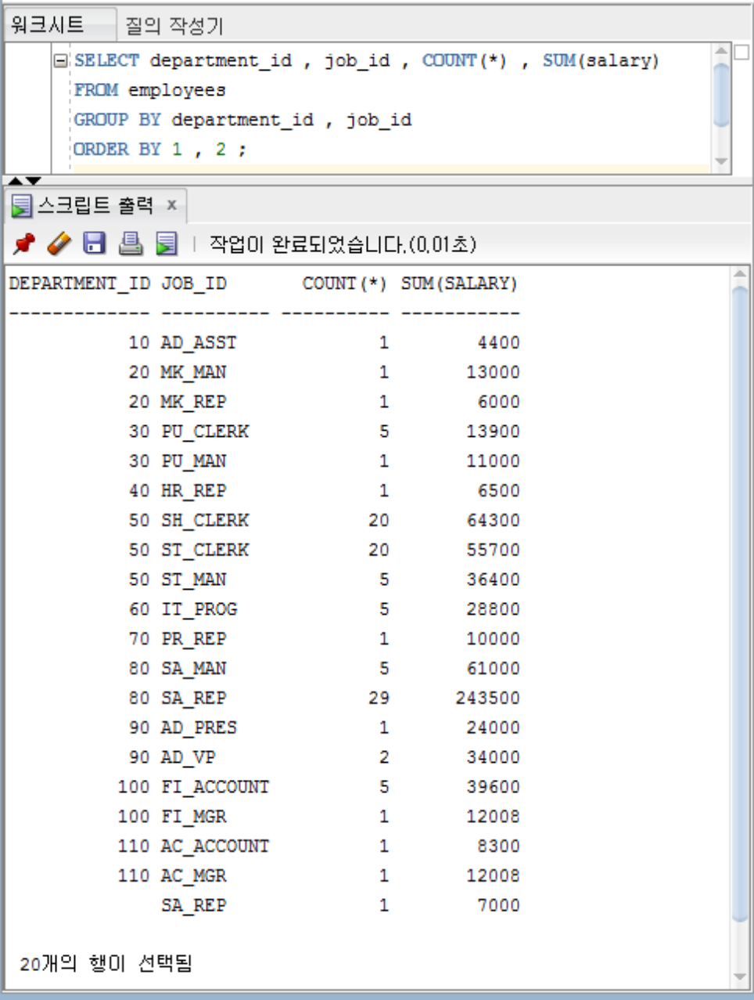 워크시트 질의 작성기
SELECT department_id , job_id , COUNT(*) , SUM(salary)
FROM employees
GROUP BY department_id , job_id
ORDER BY 1 , 2 ;
스크립트 출력 x
작업이 완료되었습니다.(0,01초)
DEPARTMENT_ID JOB_ID COUNT(*) SUM(SALARY)
------------- ---------- ---------- -----------
10 AD_ASST 1 4400
20 MK_MAN 1 13000
20 MK_REP 1 6000
30 PU_CLERK 5 13900
30 PU_MAN 1 11000
40 HR_REP 1 6500
50 SH_CLERK 20 64300
50 ST_CLERK 20 55700
50 ST_MAN 5 36400
60 IT_PROG 5 28800
70 PR_REP 1 10000
80 SA_MAN 5 61000
80 SA_REP 29 243500
90 AD_PRES 1 24000
90 AD_VP 2 34000
100 FI_ACCOUNT 5 39600
100 FI_MGR 1 12008
110 AC_ACCOUNT 1 8300
110 AC_MGR 1 12008
SA_REP 1 7000
20개의 행이 선택됨